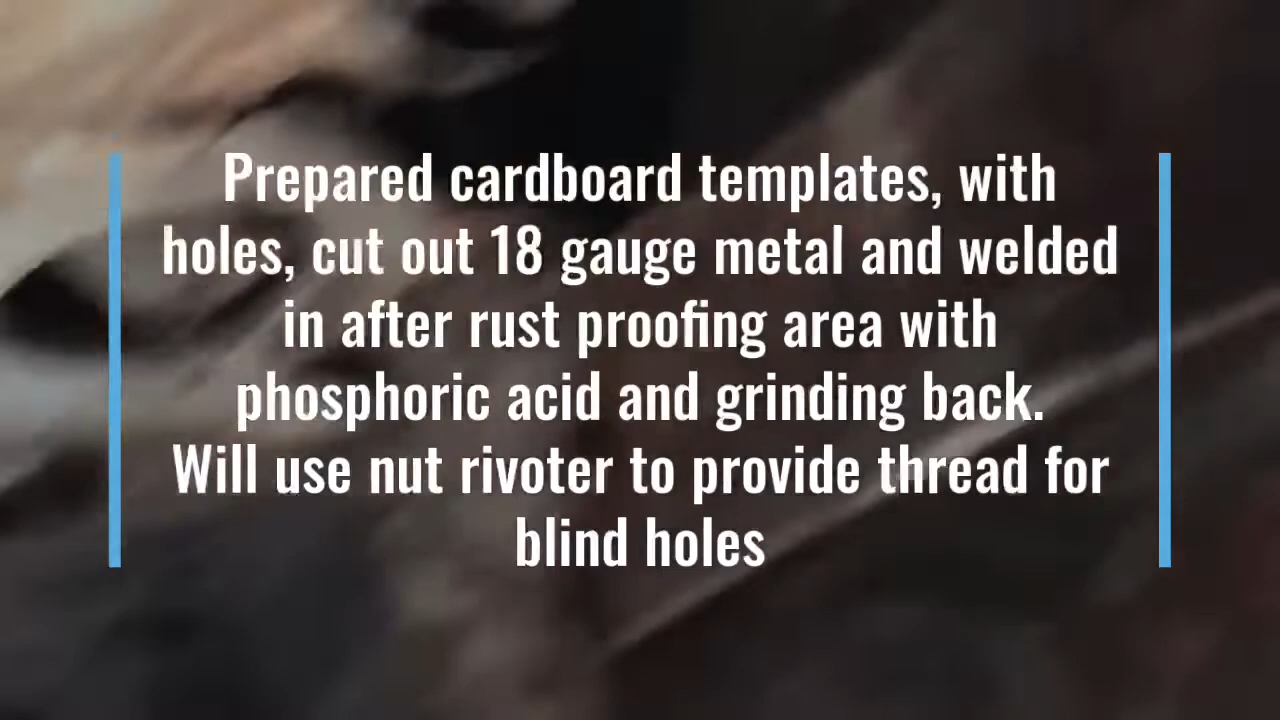 Prepared cardboard templates, with
holes, cut out 18 gauge metal and welded
in after rust proofing area with
phosphoric acid and grinding back.
Will use nut rivoter to provide thread for
blind holes